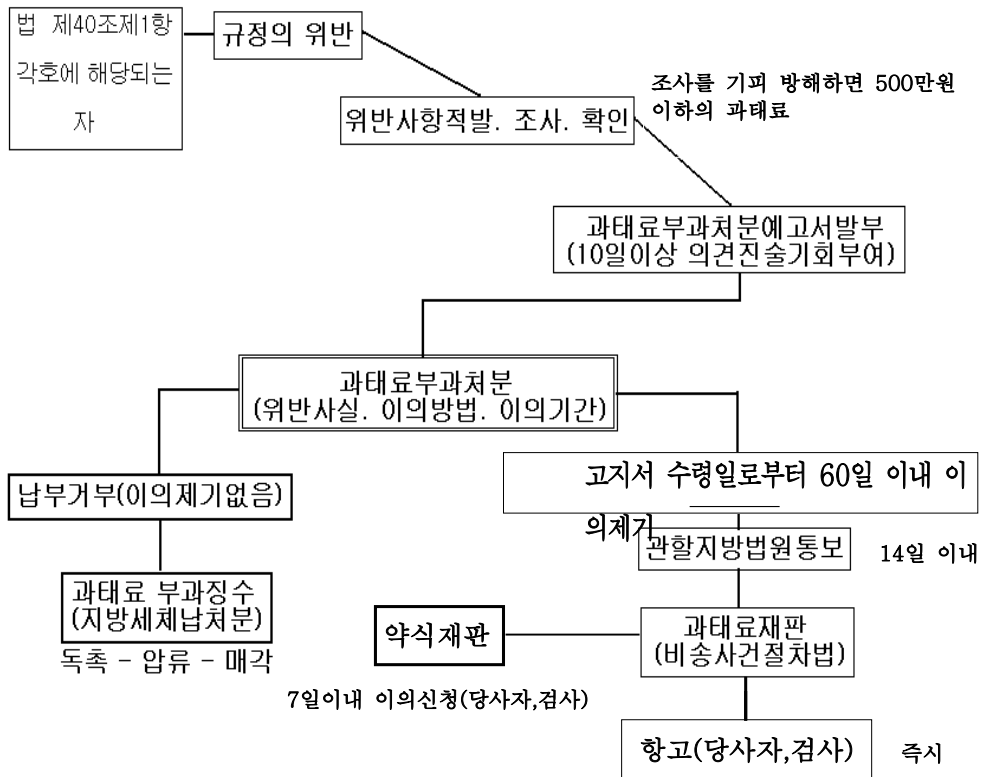 법 제40조제1항
각호에 해당되는
자
규정의 위반
위반사항적발. 조사. 확인
조사를 기피 방해하면 500만원
이하의 과태료
과태료부과처분예고서발부
(10일이상 의견진술기회부여)
과태료부과처분
(위반사실. 이의방법. 이의기간)
납부거부(이의제기없음)
고지서 수령일로부터 60일 이내 이
의제기
관할지방법원통보
14일 이내
과태료 부과징수
(지방세체납처분)
독촉 - 압류 - 매각
약식재판
과태료재판
(비송사건절차법)
7일이내 이의신청(당사자,검사)
항고(당사자,검사)
즉시